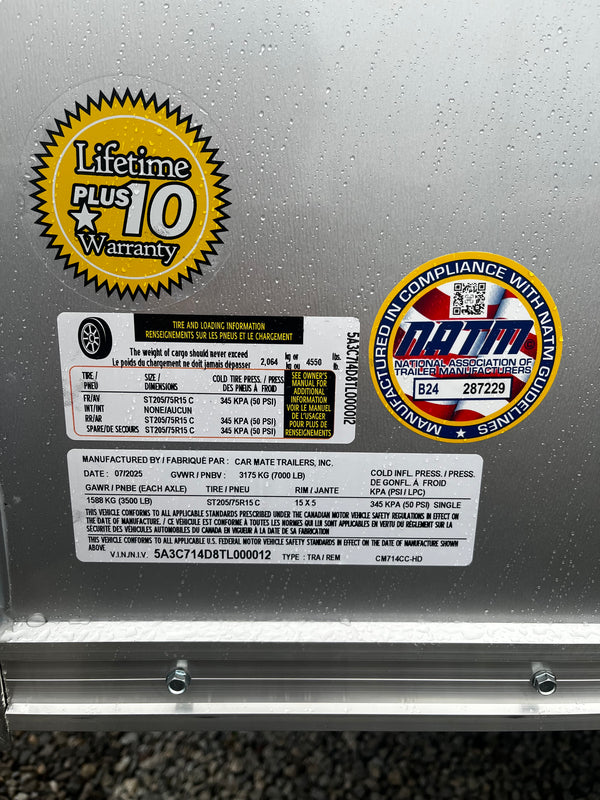 Lifetime
PLUS 10
Warranty
MANUFACTURED IN COMPLIANCE WITH NATM GUIDELINES
NATM
NATIONAL ASSOCIATION OF
TRAILER MANUFACTURERS
B24 287229
TIRE AND LOADING INFORMATION
RENSEIGNEMENTS SUR LES PNEUS ET LE CHARGEMENT
The weight of cargo should never exceed kg or lbs.
Le poids du chargement ne doit jamais dépasser 2,064 kg ou 4550 lb.
TIRE / SIZE / COLD TIRE PRESS. / PRESS.
PNEU DIMENSIONS DES PNEUS À FROID
FR/AV ST205/75R15 C 345 KPA (50 PSI)
INT/INT NONE/AUCUN
RR/AR ST205/75R15 C 345 KPA (50 PSI)
SPARE/DE SECOURS ST205/75R15 C 345 KPA (50 PSI)
SEE OWNER'S
MANUAL FOR
ADDITIONAL
INFORMATION
VOIR LE MANUEL
DE L'USAGER
POUR PLUS DE
RENSEIGNEMENTS
5A3C714D8TL000012
MANUFACTURED BY / FABRIQUÉ PAR : CAR MATE TRAILERS, INC.
DATE : 07/2025 GVWR / PNBV : 3175 KG (7000 LB)
COLD INFL. PRESS. / PRESS.
DE GONFL. À FROID
KPA (PSI / LPC)
GAWR / PNBE (EACH AXLE) TIRE / PNEU RIM / JANTE
1588 KG (3500 LB) ST205/75R15 C 15 X 5 345 KPA (50 PSI) SINGLE
THIS VEHICLE CONFORMS TO ALL APPLICABLE STANDARDS PRESCRIBED UNDER THE CANADIAN MOTOR VEHICLE SAFETY REGULATIONS IN EFFECT ON
THE DATE OF MANUFACTURE. / CE VÉHICULE EST CONFORME À TOUTES LES NORMES QUI LUI SONT APPLICABLES EN VERTU DU RÈGLEMENT SUR LA
SÉCURITÉ DES VÉHICULES AUTOMOBILES DU CANADA EN VIGUEUR À LA DATE DE SA FABRICATION
THIS VEHICLE CONFORMS TO ALL APPLICABLE U.S. FEDERAL MOTOR VEHICLE SAFETY STANDARDS IN EFFECT ON THE DATE OF MANUFACTURE SHOWN
ABOVE
V.I.N./N.I.V. 5A3C714D8TL000012 TYPE : TRA / REM CM714CC-HD